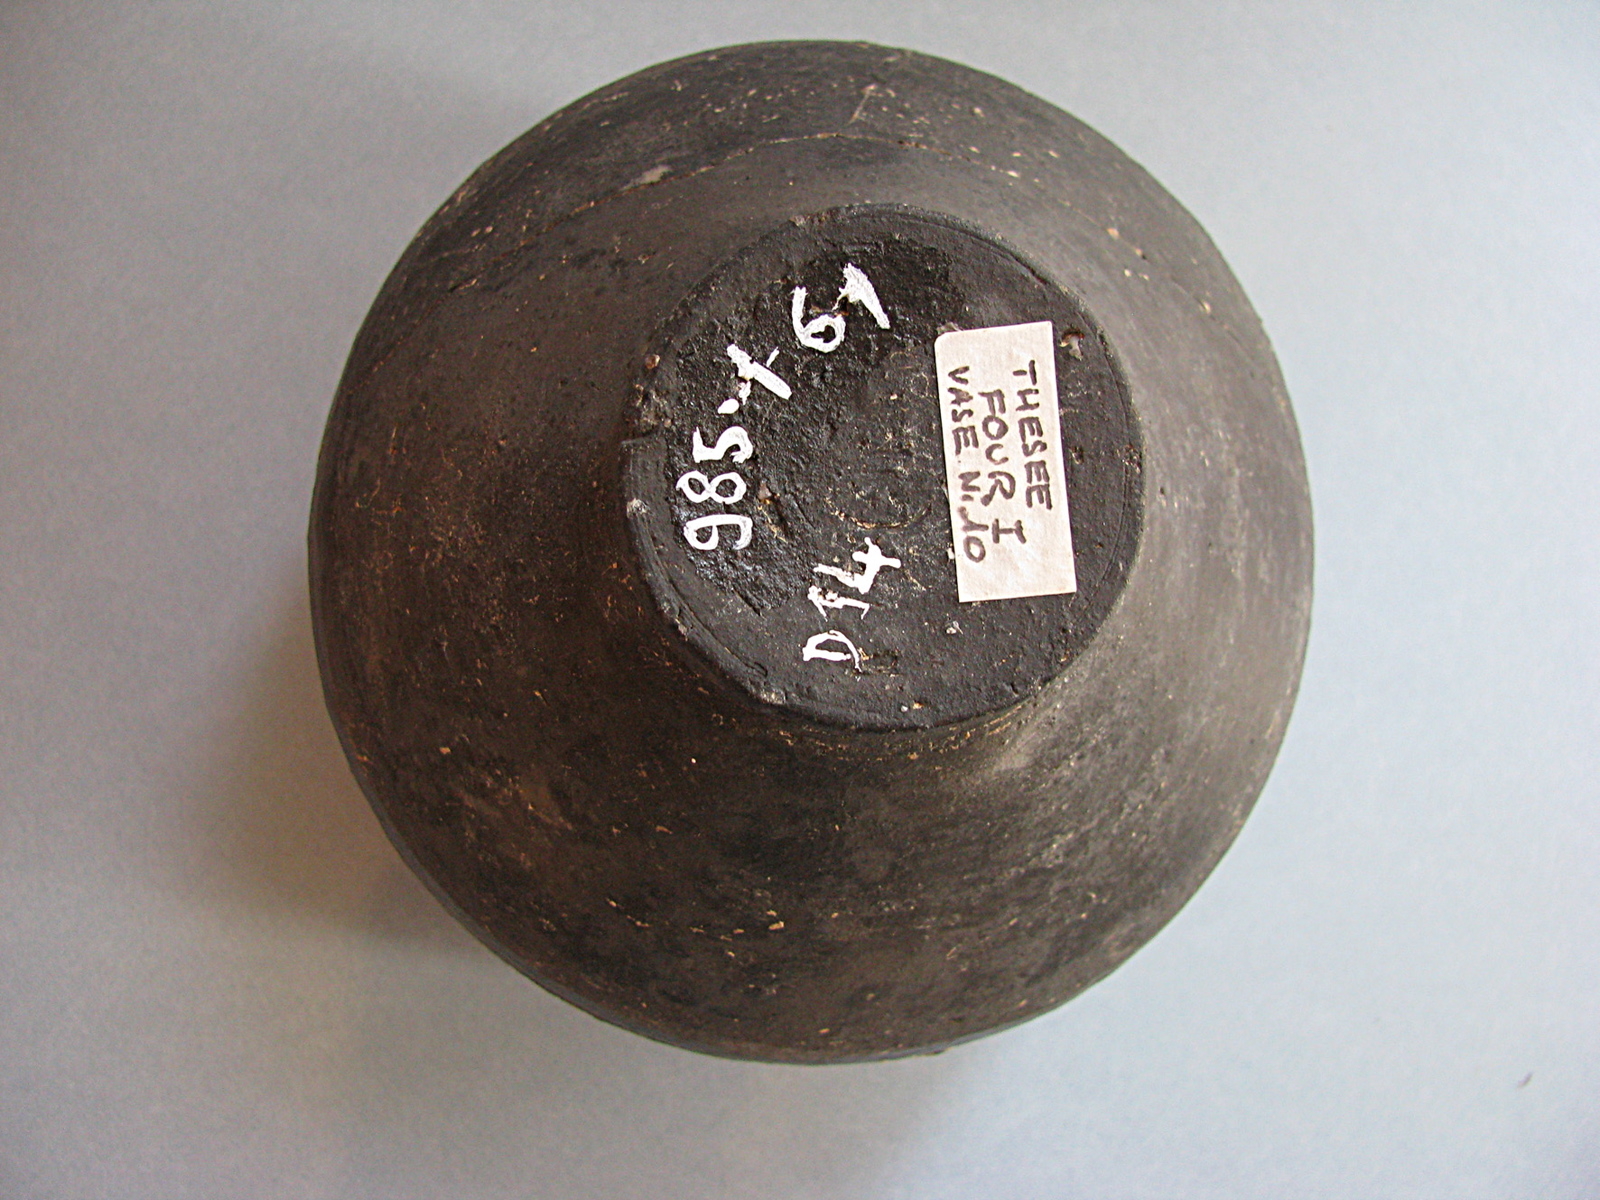 THESEE
FOUR I
VASE N. 10
985.1.61
D14